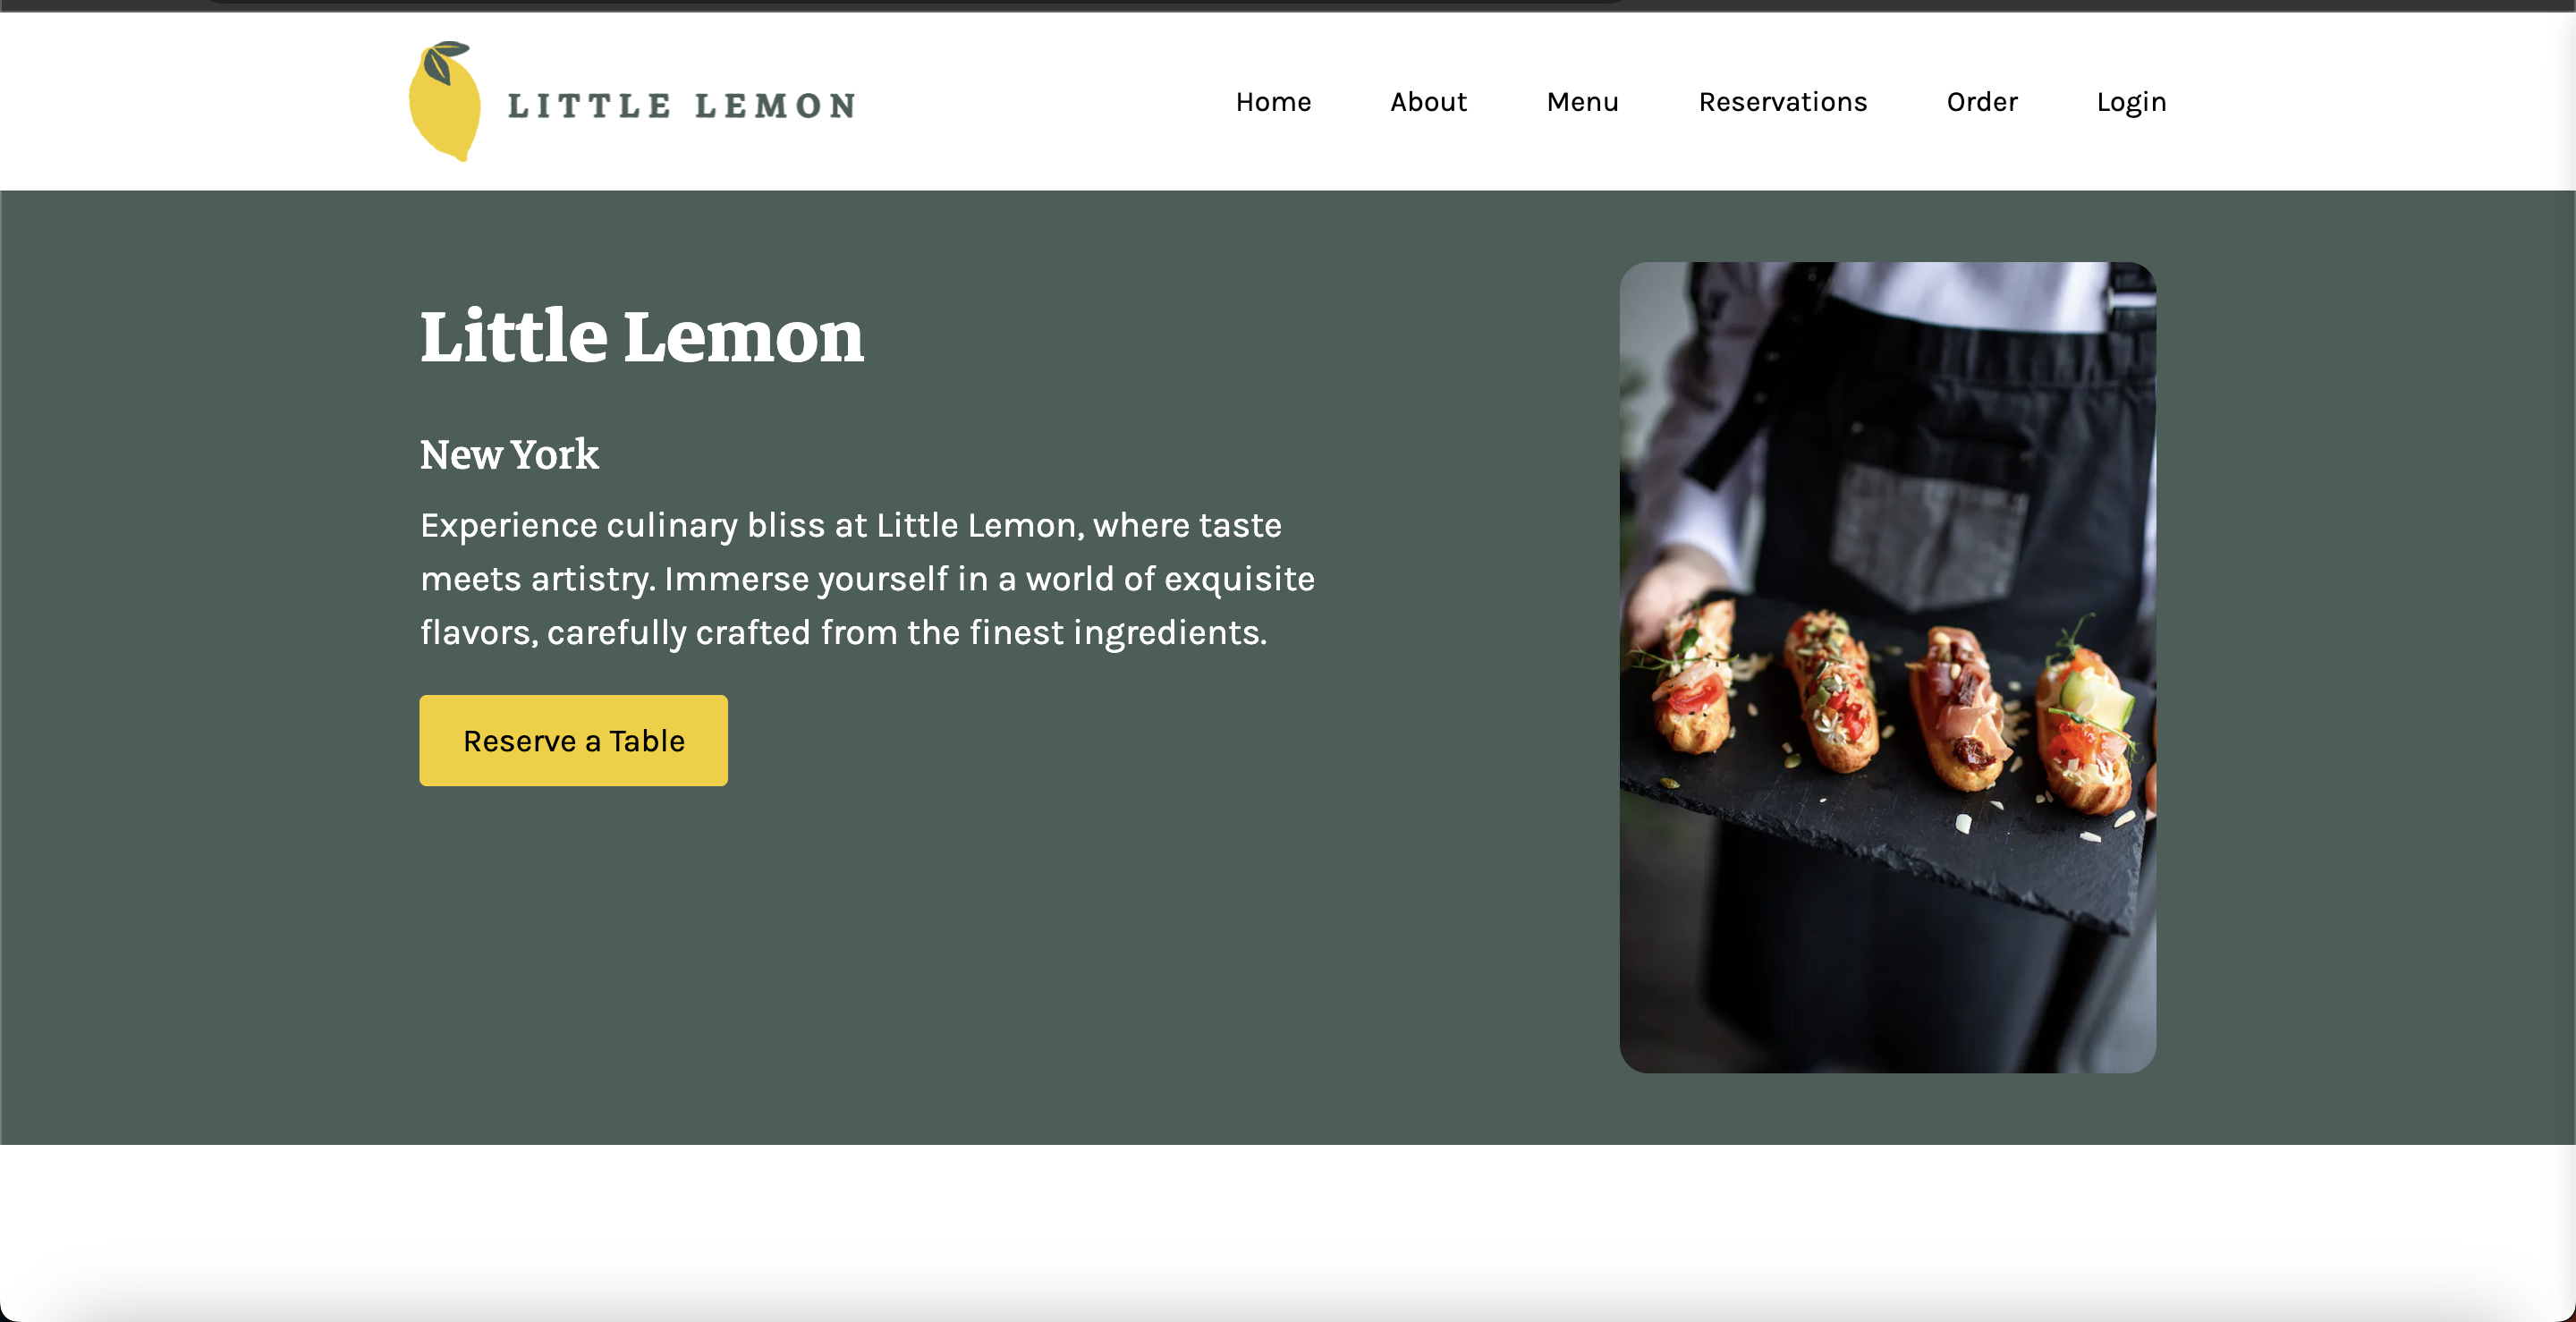 LITTLE LEMON
Home About Menu Reservations Order Login
Little Lemon
New York
Experience culinary bliss at Little Lemon, where taste
meets artistry. Immerse yourself in a world of exquisite
flavors, carefully crafted from the finest ingredients.
Reserve a Table